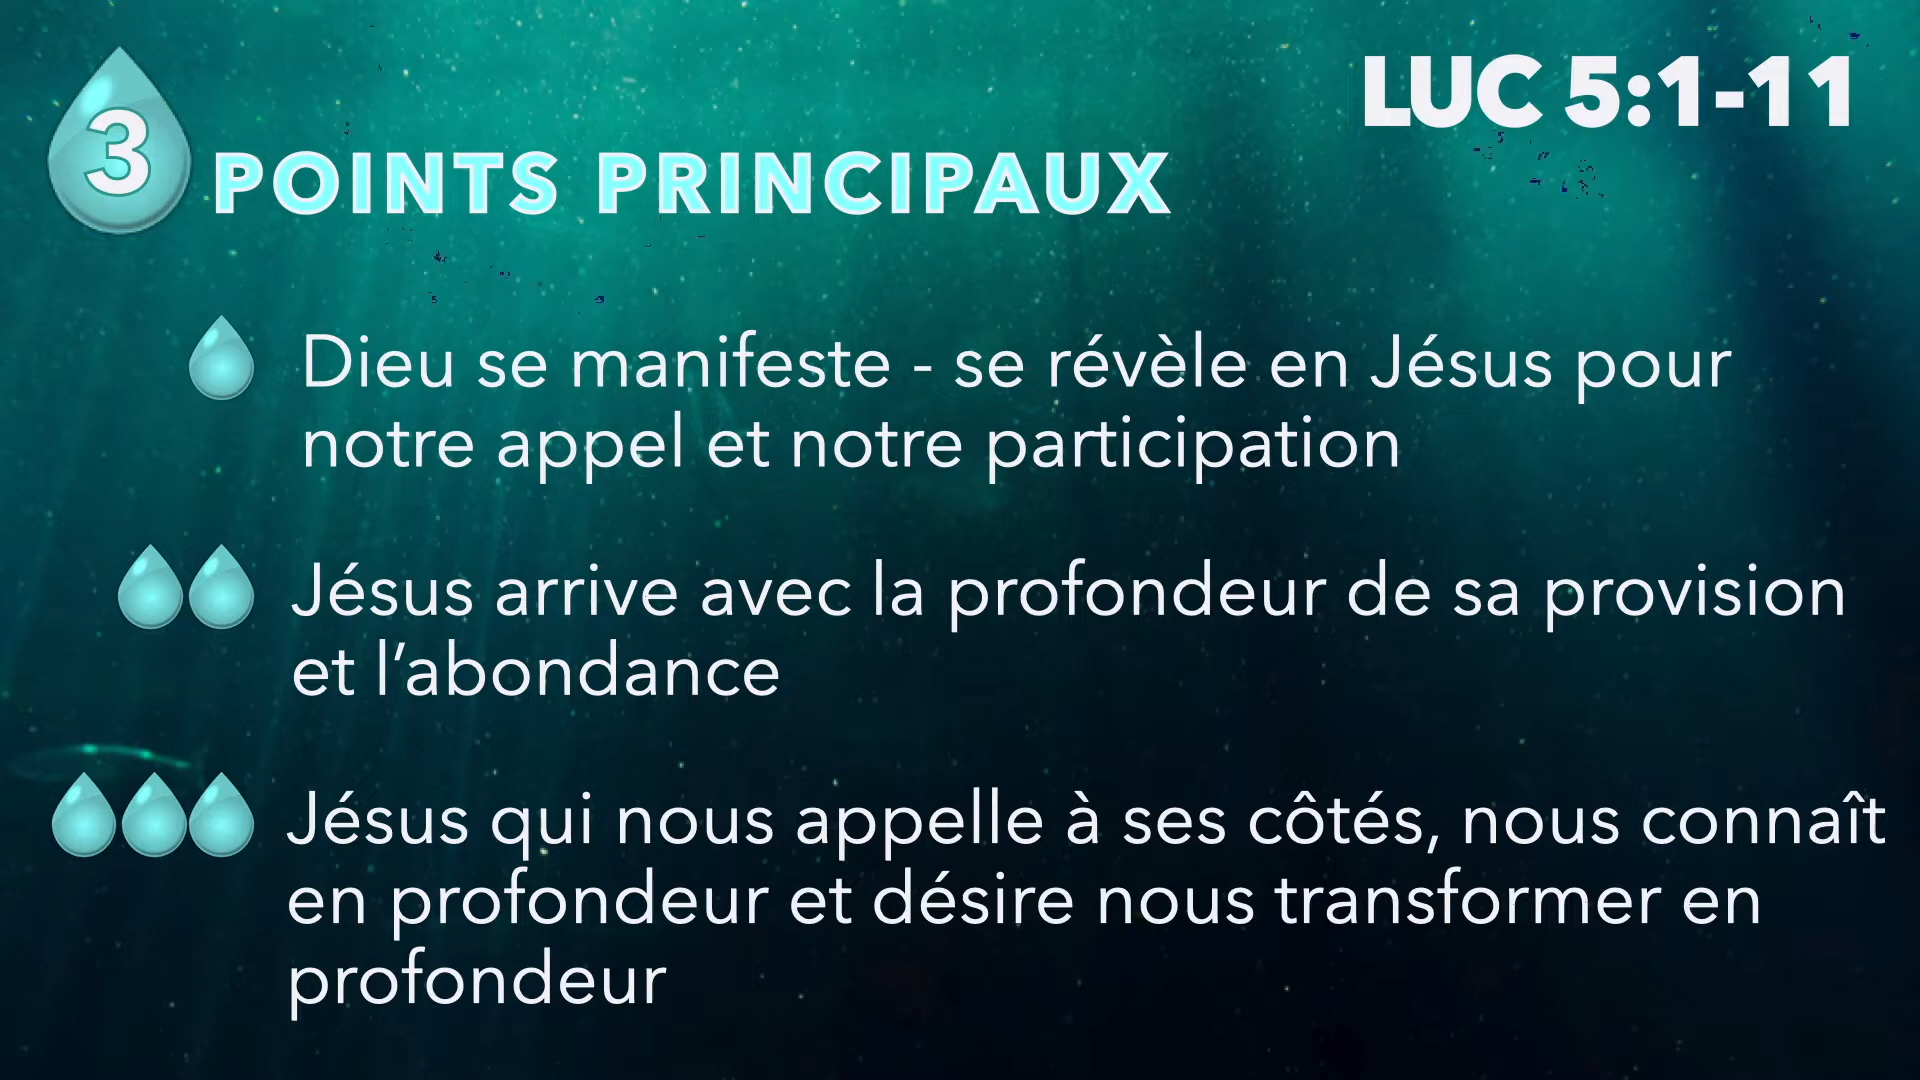 LUC 5:1-11
3 POINTS PRINCIPAUX
Dieu se manifeste - se révèle en Jésus pour
notre appel et notre participation
Jésus arrive avec la profondeur de sa provision
et l’abondance
Jésus qui nous appelle à ses côtés, nous connaît
en profondeur et désire nous transformer en
profondeur